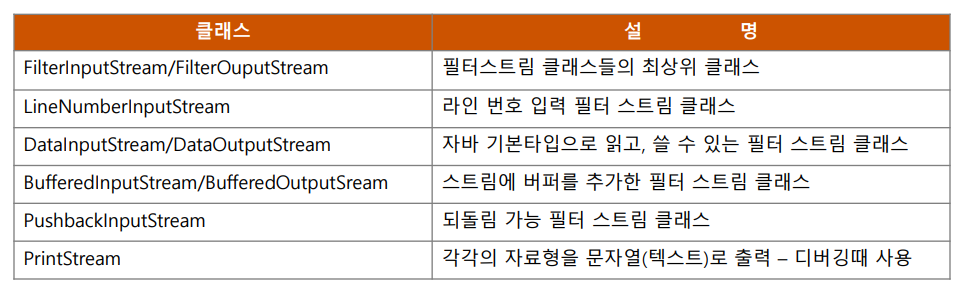 클래스 설 명
FilterInputStream/FilterOuputStream 필터스트림 클래스들의 최상위 클래스
LineNumberInputStream 라인 번호 입력 필터 스트림 클래스
DataInputStream/DataOutputStream 자바 기본타입으로 읽고, 쓸 수 있는 필터 스트림 클래스
BufferedInputStream/BufferedOutputSream 스트림에 버퍼를 추가한 필터 스트림 클래스
PushbackInputStream 되돌림 가능 필터 스트림 클래스
PrintStream 각각의 자료형을 문자열(텍스트)로 출력 – 디버깅때 사용